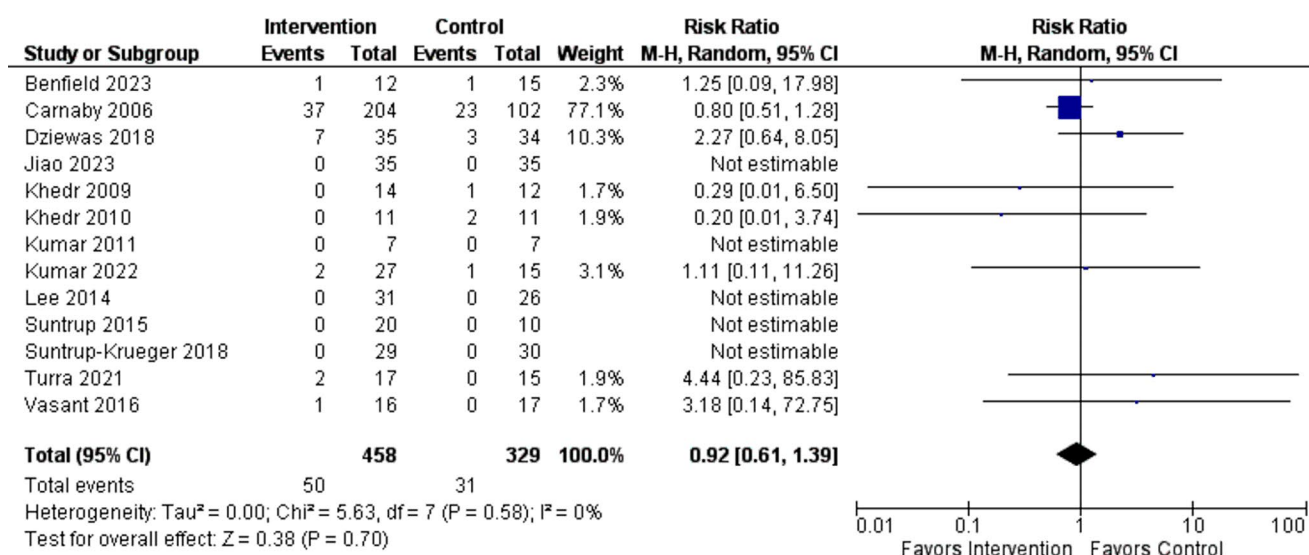 Intervention Control Risk Ratio Risk Ratio
Study or Subgroup Events Total Events Total Weight M-H, Random, 95% CI M-H, Random, 95% CI
Benfield 2023 1 12 1 15 2.3% 1.25 [0.09, 17.98]
Carnaby 2006 37 204 23 102 77.1% 0.80 [0.51, 1.28]
Dziewas 2018 7 35 3 34 10.3% 2.27 [0.64, 8.05]
Jiao 2023 0 35 0 35 Not estimable
Khedr 2009 0 14 1 12 1.7% 0.29 [0.01, 6.50]
Khedr 2010 0 11 2 11 1.9% 0.20 [0.01, 3.74]
Kumar 2011 0 7 0 7 Not estimable
Kumar 2022 2 27 1 15 3.1% 1.11 [0.11, 11.26]
Lee 2014 0 31 0 26 Not estimable
Suntrup 2015 0 20 0 10 Not estimable
Suntrup-Krueger 2018 0 29 0 30 Not estimable
Turra 2021 2 17 0 15 1.9% 4.44 [0.23, 85.83]
Vasant 2016 1 16 0 17 1.7% 3.18 [0.14, 72.75]
Total (95% CI) 458 329 100.0% 0.92 [0.61, 1.39]
Total events 50 31
Heterogeneity: Tau² = 0.00; Chi² = 5.63, df = 7 (P = 0.58); I² = 0%
Test for overall effect: Z = 0.38 (P = 0.70)
0.01 0.1 1 10 100
Favors Intervention Favors Control